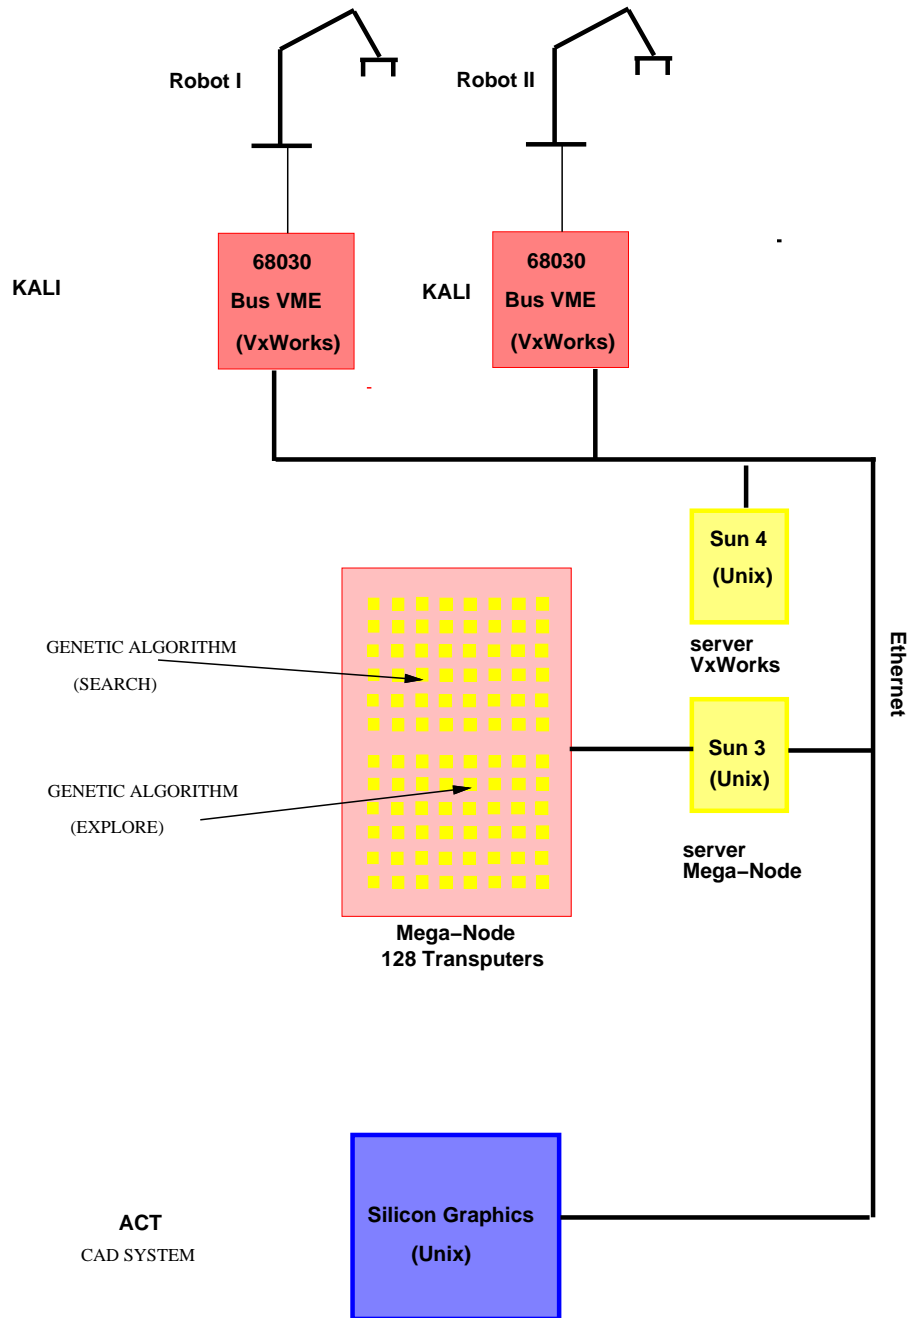 Robot I
Robot II
68030
Bus VME
(VxWorks)
68030
Bus VME
(VxWorks)
KALI
KALI
Sun 4
(Unix)
server
VxWorks
Ethernet
GENETIC ALGORITHM
(SEARCH)
Sun 3
(Unix)
GENETIC ALGORITHM
(EXPLORE)
server
Mega−Node
Mega−Node
128 Transputers
Silicon Graphics
(Unix)
ACT
CAD SYSTEM